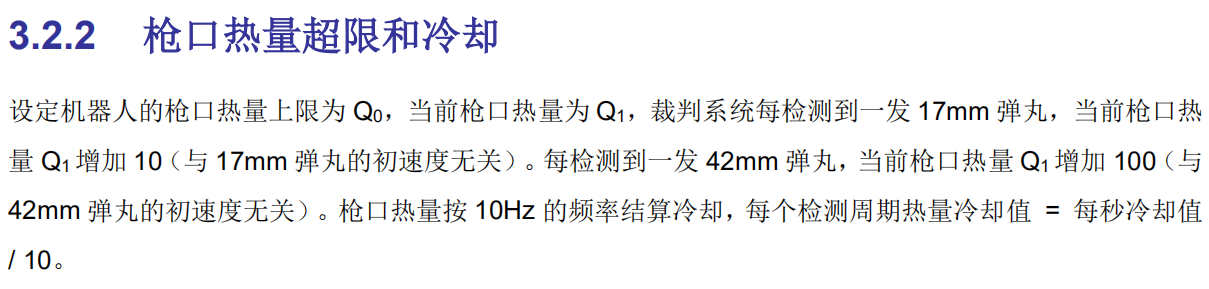 3.2.2 枪口热量超限和冷却
设定机器人的枪口热量上限为 Q0，当前枪口热量为 Q1，裁判系统每检测到一发 17mm 弹丸，当前枪口热
量 Q1 增加 10（与 17mm 弹丸的初速度无关）。每检测到一发 42mm 弹丸，当前枪口热量 Q1 增加 100（与
42mm 弹丸的初速度无关）。枪口热量按 10Hz 的频率结算冷却，每个检测周期热量冷却值 = 每秒冷却值
/ 10。